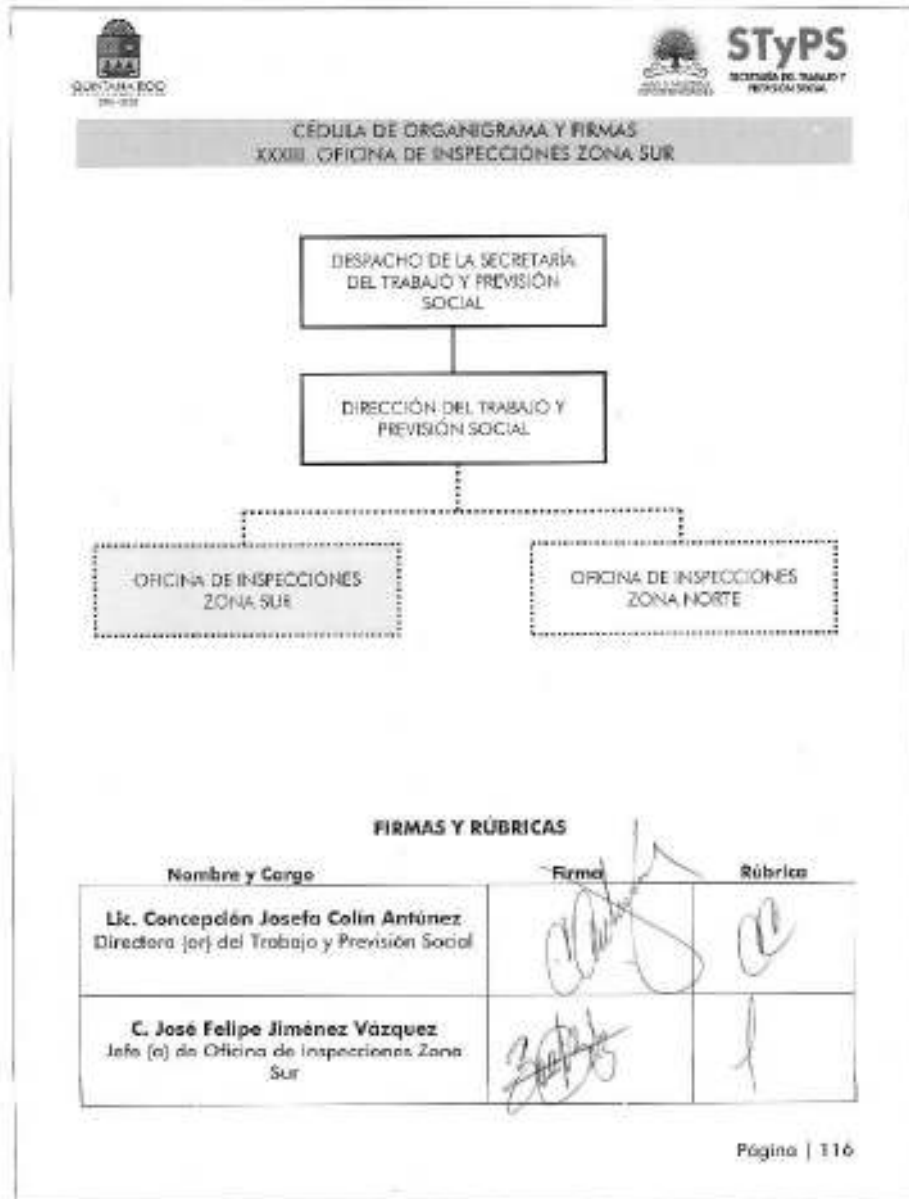 QUINTANA ROO
STyPS
SECRETARÍA DEL TRABAJO Y
PREVISIÓN SOCIAL
CÉDULA DE ORGANIGRAMA Y FIRMAS
XXXIII. OFICINA DE INSPECCIONES ZONA SUR
DESPACHO DE LA SECRETARÍA
DEL TRABAJO Y PREVISIÓN
SOCIAL
DIRECCIÓN DEL TRABAJO Y
PREVISIÓN SOCIAL
OFICINA DE INSPECCIONES
ZONA SUR
OFICINA DE INSPECCIONES
ZONA NORTE
FIRMAS Y RÚBRICAS
Nombre y Cargo Firma Rúbrica
Lic. Concepción Josefa Colín Antúnez
Directora (or) del Trabajo y Previsión Social
C. José Felipe Jiménez Vázquez
Jefe (a) de Oficina de Inspecciones Zona
Sur
Página | 116